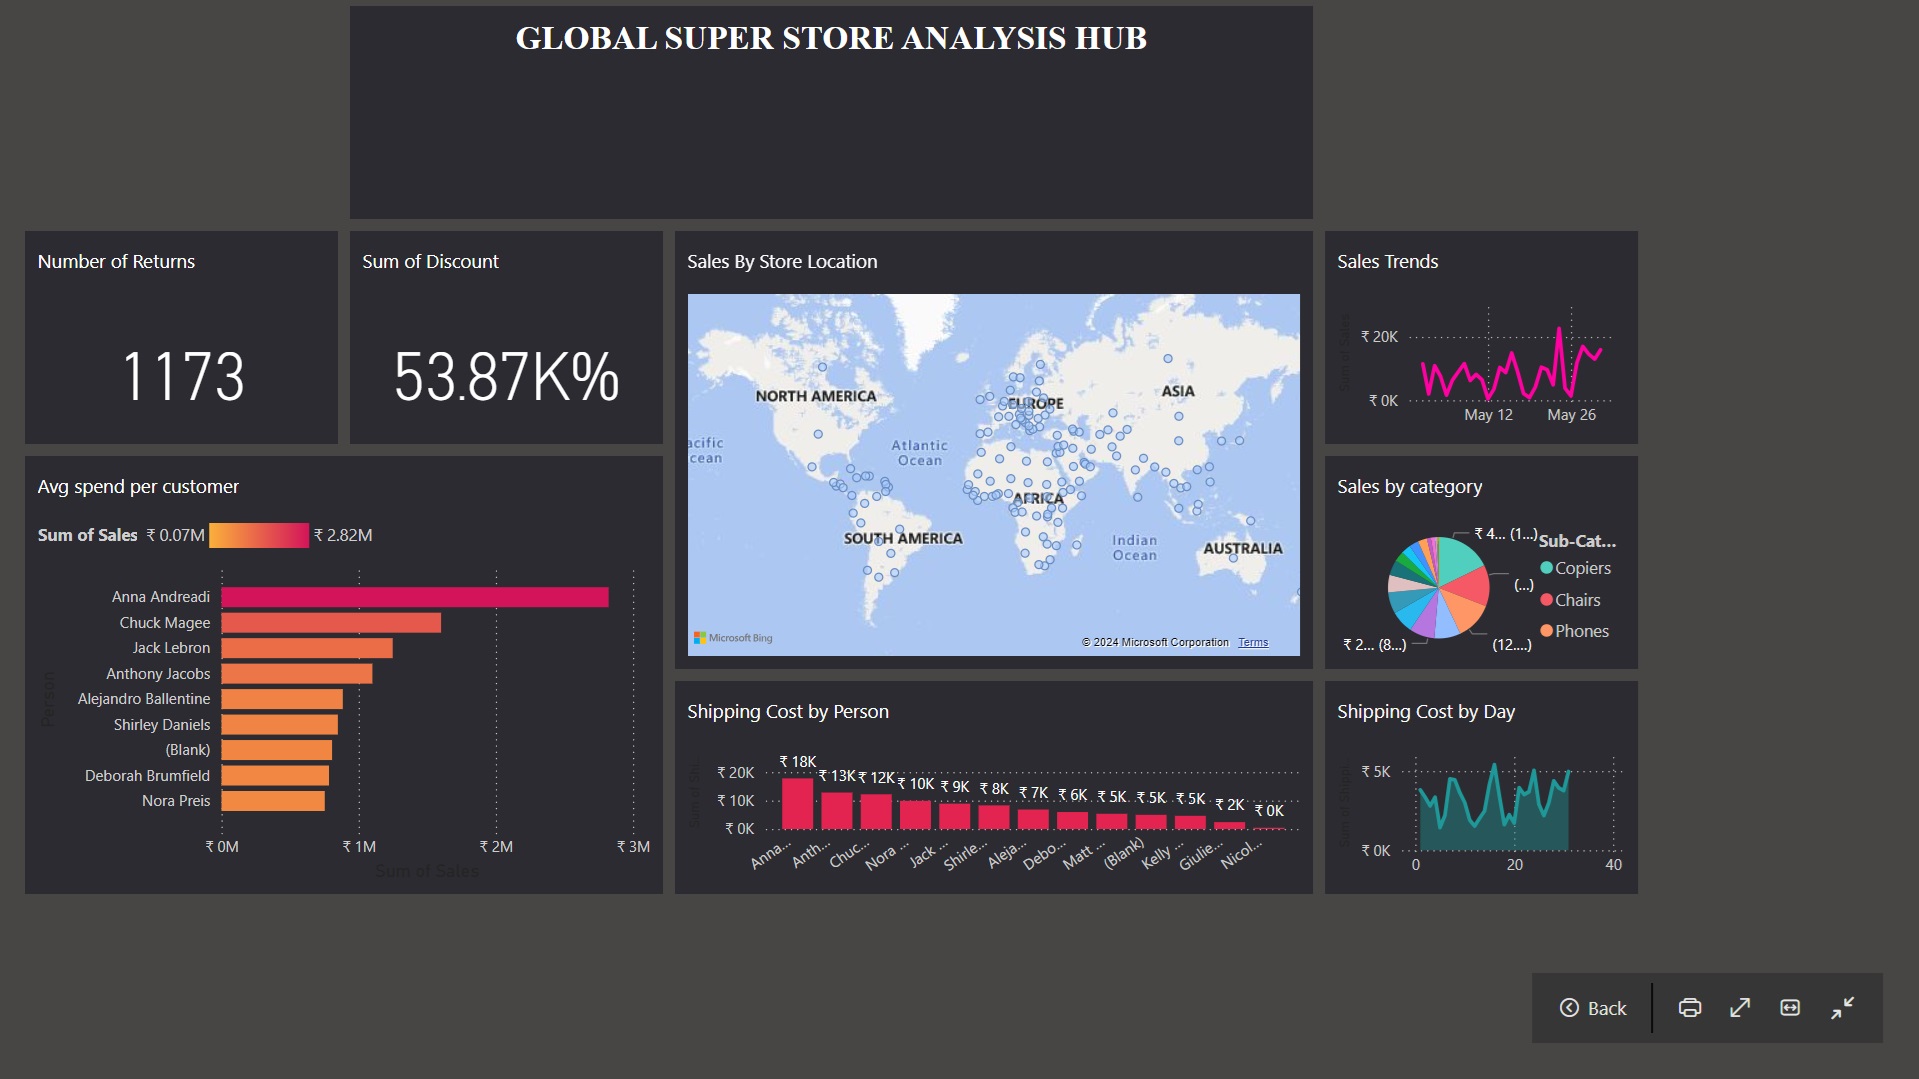 GLOBAL SUPER STORE ANALYSIS HUB
Number of Returns
1173
Sum of Discount
53.87K%
Sales By Store Location
NORTH AMERICA
EUROPE
ASIA
acific
cean
Atlantic
Ocean
AFRICA
SOUTH AMERICA
Indian
Ocean
AUSTRALIA
Microsoft Bing
© 2024 Microsoft Corporation Terms
Sales Trends
Sum of Sales
₹ 20K
₹ 0K
May 12 May 26
Avg spend per customer
Sum of Sales ₹ 0.07M ₹ 2.82M
Person
Anna Andreadi
Chuck Magee
Jack Lebron
Anthony Jacobs
Alejandro Ballentine
Shirley Daniels
(Blank)
Deborah Brumfield
Nora Preis
₹ 0M ₹ 1M ₹ 2M ₹ 3M
Sum of Sales
Sales by category
₹ 4... (1...)
(...)
(12....)
₹ 2... (8...)
Sub-Cat...
Copiers
Chairs
Phones
Shipping Cost by Person
Sum of Shi...
₹ 20K
₹ 10K
₹ 0K
₹ 18K ₹ 13K ₹ 12K ₹ 10K ₹ 9K ₹ 8K ₹ 7K ₹ 6K ₹ 5K ₹ 5K ₹ 5K ₹ 2K ₹ 0K
Anna... Anth... Chuc... Nora ... Jack ... Shirle... Aleja... Debo... Matt ... (Blank) Kelly ... Giulie... Nicol...
Shipping Cost by Day
₹ 5K
₹ 0K
0 20 40
Back